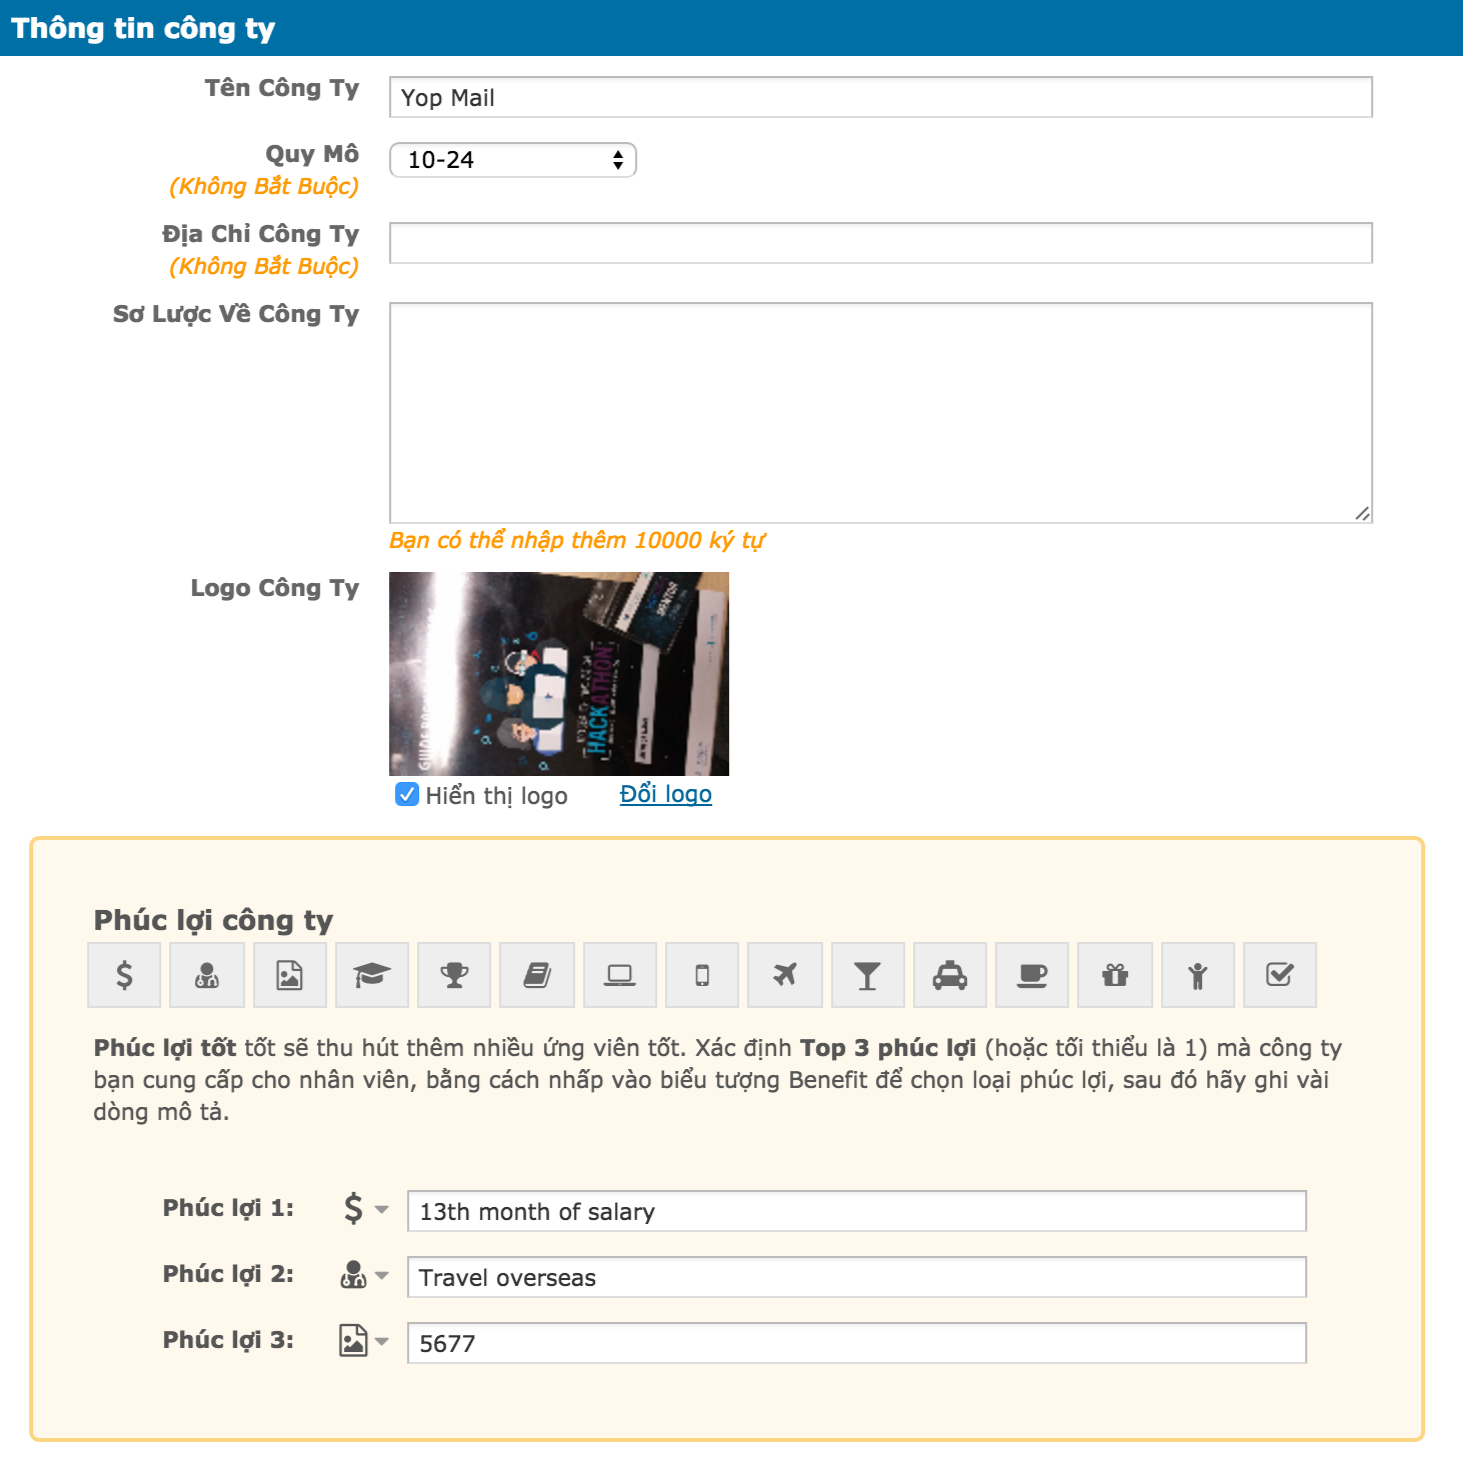 Thông tin công ty
Tên Công Ty
Yop Mail
Quy Mô
(Không Bắt Buộc)
10-24
Địa Chỉ Công Ty
(Không Bắt Buộc)
Sơ Lược Về Công Ty
Bạn có thể nhập thêm 10000 ký tự
Logo Công Ty
HACKATHON
MENTOR
Hiển thị logo
Đổi logo
Phúc lợi công ty
Phúc lợi tốt tốt sẽ thu hút thêm nhiều ứng viên tốt. Xác định Top 3 phúc lợi (hoặc tối thiểu là 1) mà công ty
bạn cung cấp cho nhân viên, bằng cách nhấp vào biểu tượng Benefit để chọn loại phúc lợi, sau đó hãy ghi vài
dòng mô tả.
Phúc lợi 1:
13th month of salary
Phúc lợi 2:
Travel overseas
Phúc lợi 3:
5677